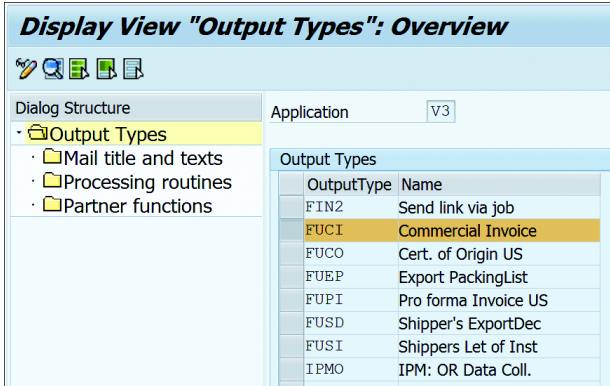 Display View "Output Types": Overview
Dialog Structure
Output Types
Mail title and texts
Processing routines
Partner functions
Application V3
Output Types
OutputType Name
FIN2 Send link via job
FUCI Commercial Invoice
FUCO Cert. of Origin US
FUEP Export PackingList
FUPI Pro forma Invoice US
FUSD Shipper's ExportDec
FUSI Shippers Let of Inst
IPMO IPM: OR Data Coll.